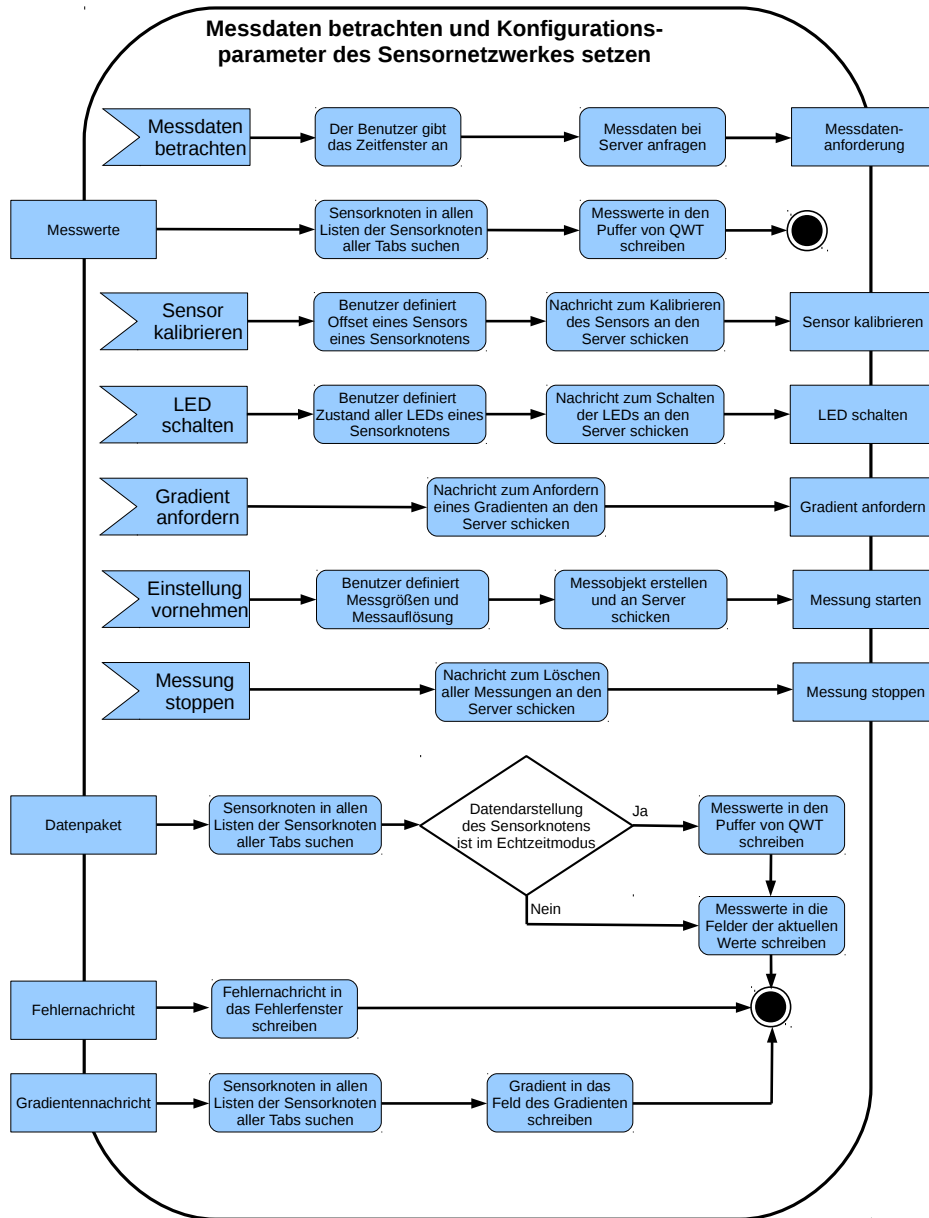 Messdaten betrachten und Konfigurations-
parameter des Sensornetzwerkes setzen
Messdaten
betrachten
Der Benutzer gibt
das Zeitfenster an
Messdaten bei
Server anfragen
Messdaten-
anforderung
Messwerte
Sensorknoten in allen
Listen der Sensorknoten
aller Tabs suchen
Messwerte in den
Puffer von QWT
schreiben
Sensor
kalibrieren
Benutzer definiert
Offset eines Sensors
eines Sensorknotens
Nachricht zum Kalibrieren
des Sensors an den
Server schicken
Sensor kalibrieren
LED
schalten
Benutzer definiert
Zustand aller LEDs eines
Sensorknotens
Nachricht zum Schalten
der LEDs an den
Server schicken
LED schalten
Gradient
anfordern
Nachricht zum Anfordern
eines Gradienten an den
Server schicken
Gradient anfordern
Einstellung
vornehmen
Benutzer definiert
Messgrößen und
Messauflösung
Messobjekt erstellen
und an Server
schicken
Messung starten
Messung
stoppen
Nachricht zum Löschen
aller Messungen an den
Server schicken
Messung stoppen
Datenpaket
Sensorknoten in allen
Listen der Sensorknoten
aller Tabs suchen
Datendarstellung
des Sensorknotens
ist im Echtzeitmodus
Ja
Messwerte in den
Puffer von QWT
schreiben
Nein
Messwerte in die
Felder der aktuellen
Werte schreiben
Fehlernachricht
Fehlernachricht in
das Fehlerfenster
schreiben
Gradientennachricht
Sensorknoten in allen
Listen der Sensorknoten
aller Tabs suchen
Gradient in das
Feld des Gradienten
schreiben